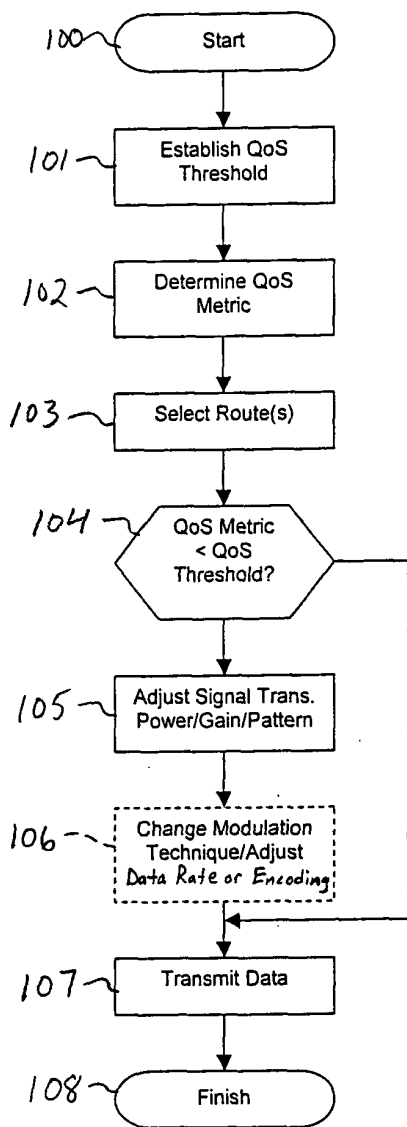 100
Start
101
Establish QoS
Threshold
102
Determine QoS
Metric
103
Select Route(s)
104
QoS Metric
< QoS
Threshold?
105
Adjust Signal Trans.
Power/Gain/Pattern
106
Change Modulation
Technique/Adjust
Data Rate or Encoding
107
Transmit Data
108
Finish